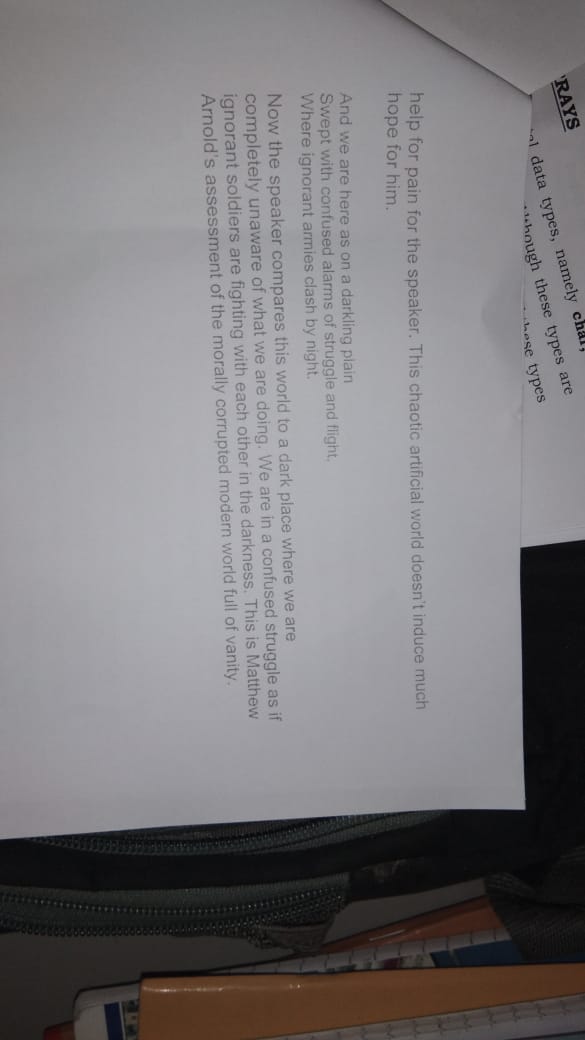 RAYS
data types, namely char,
these types are
types
help for pain for the speaker. This chaotic artificial world doesn't induce much
hope for him.
And we are here as on a darkling plain
Swept with confused alarms of struggle and flight,
Where ignorant armies clash by night.
Now the speaker compares this world to a dark place where we are
completely unaware of what we are doing. We are in a confused struggle as if
ignorant soldiers are fighting with each other in the darkness. This is Matthew
Arnold's assessment of the morally corrupted modern world full of vanity.